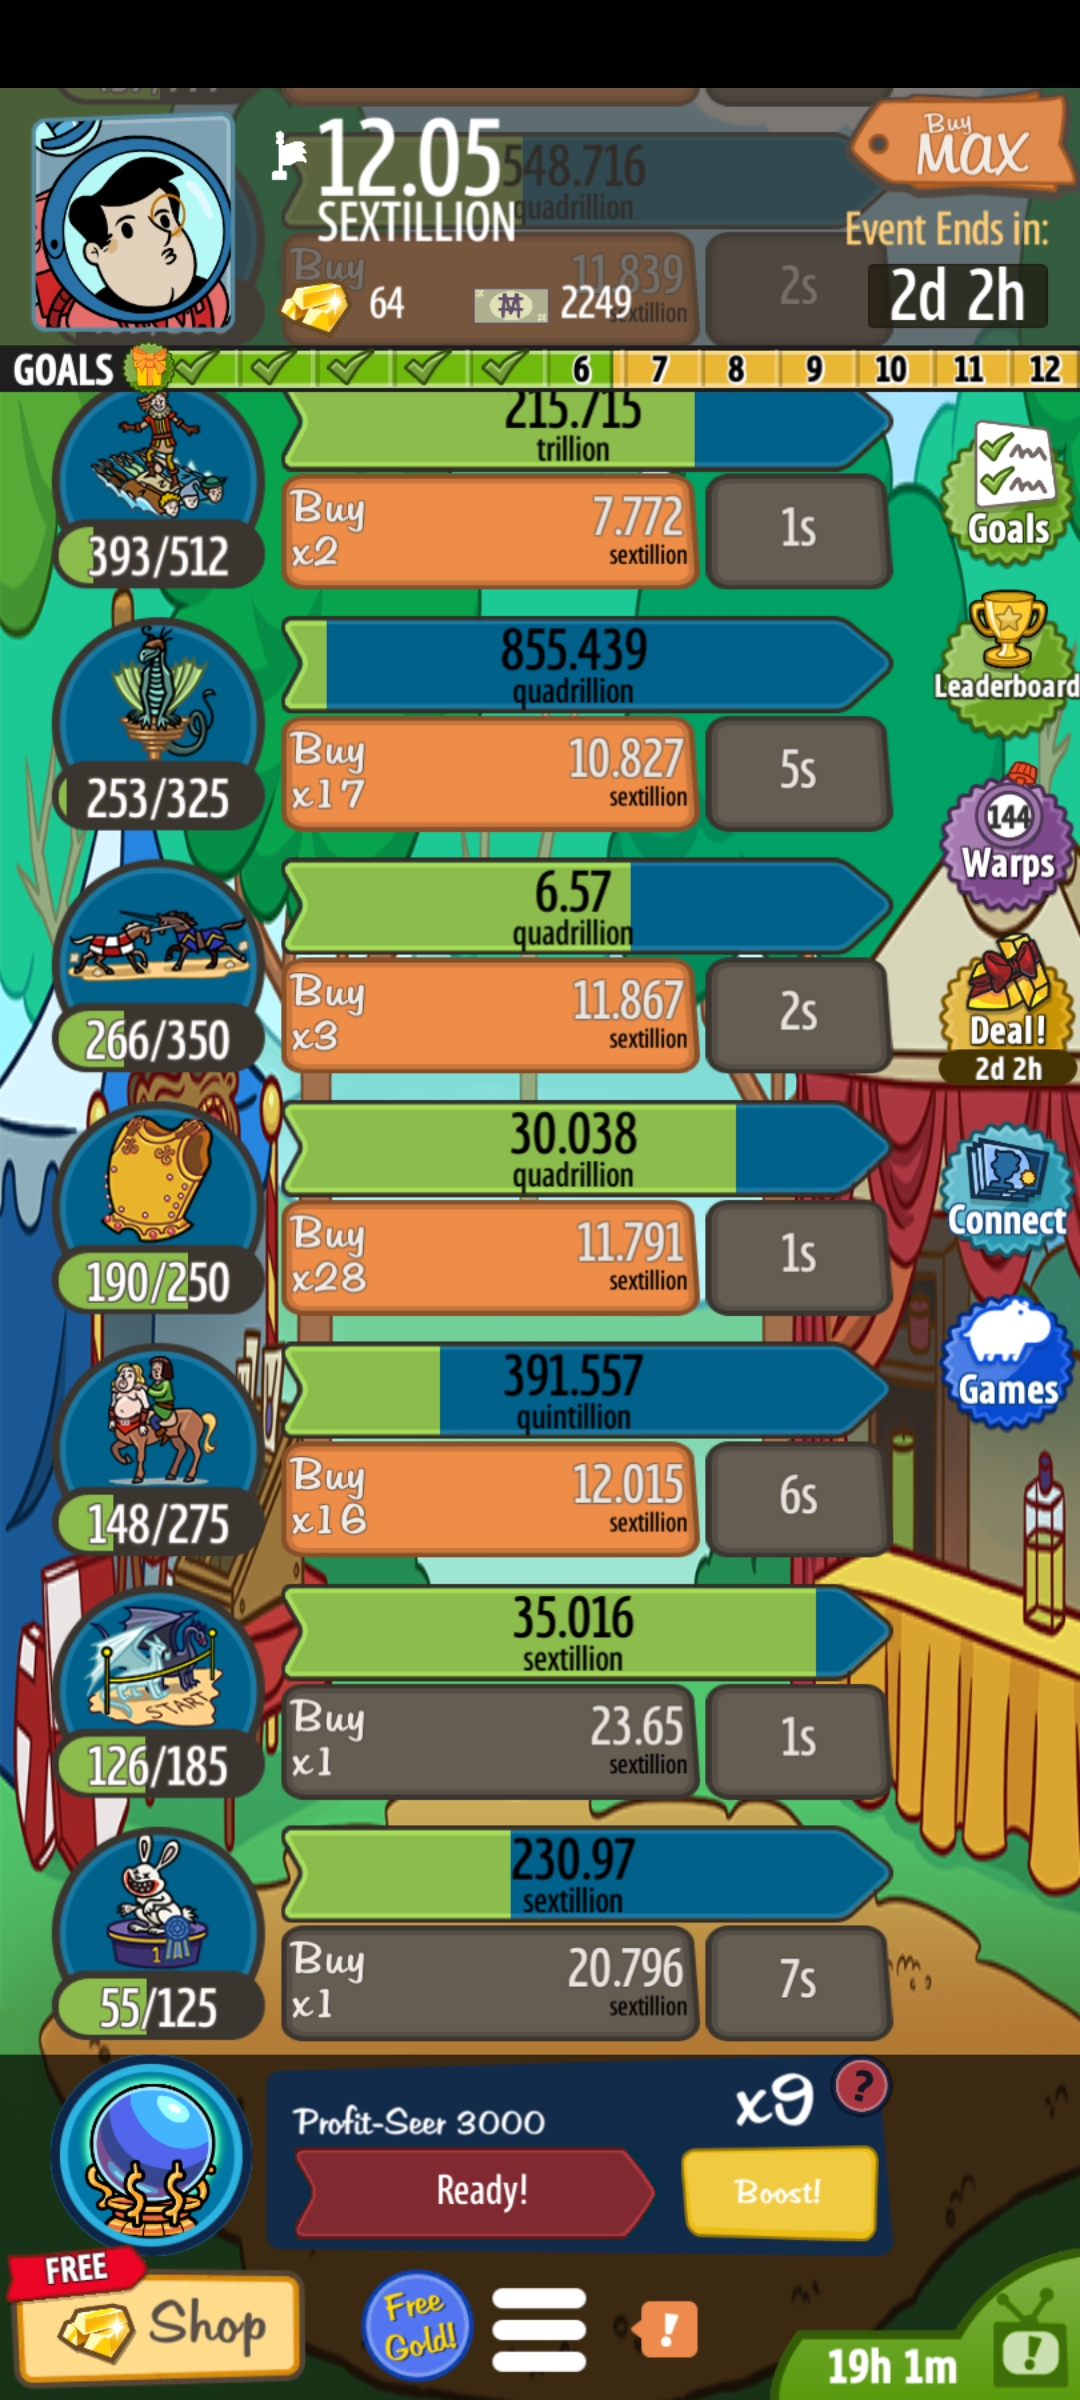 12.05
SEXTILLION
548.716
quadrillion
Buy
11.839
sextillion
2s
64
2249
Buy
MAX
Event Ends in:
2d 2h
GOALS 6 7 8 9 10 11 12
215.715
trillion
393/512
Buy
x2
7.772
sextillion
1s
Goals
855.439
quadrillion
253/325
Buy
x17
10.827
sextillion
5s
Leaderboard
144
Warps
6.57
quadrillion
266/350
Buy
x3
11.867
sextillion
2s
Deal!
2d 2h
30.038
quadrillion
190/250
Buy
x28
11.791
sextillion
1s
Connect
391.557
quintillion
148/275
Buy
x16
12.015
sextillion
6s
Games
START
35.016
sextillion
126/185
Buy
x1
23.65
sextillion
1s
1
230.97
sextillion
55/125
Buy
x1
20.796
sextillion
7s
Profit-Seer 3000
x9
?
Ready!
Boost!
FREE
Shop
Free
Gold!
!
19h 1m
!